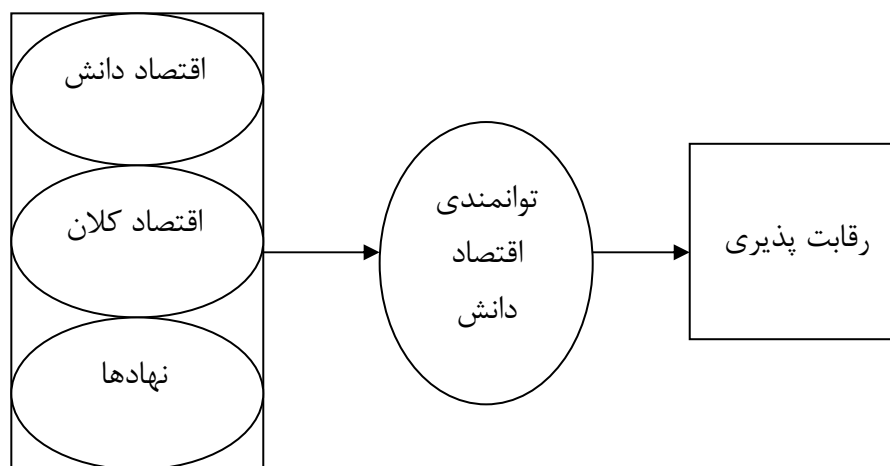 اقتصاد دانش
اقتصاد کلان
نهادها
توانمندی
اقتصاد
دانش
رقابت پذیری